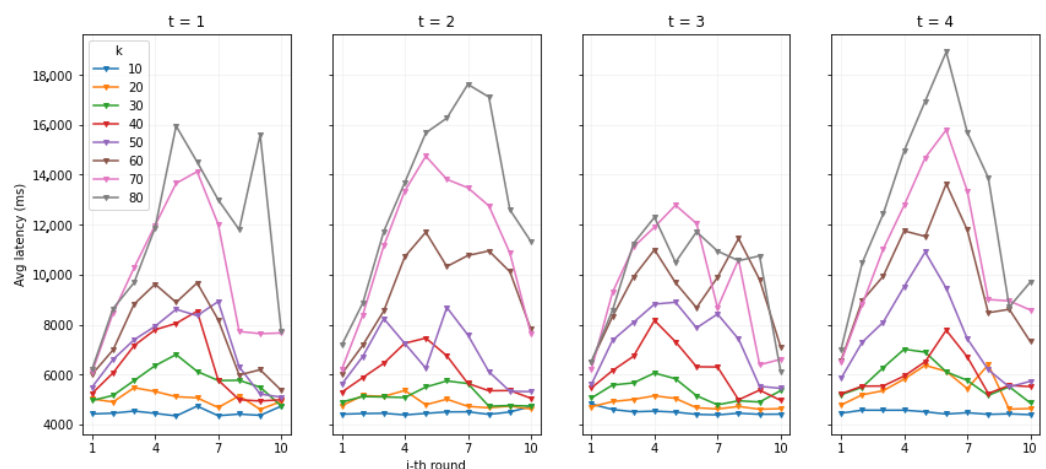 t = 1
t = 2
t = 3
t = 4
k
10
20
30
40
50
60
70
80
18,000
16,000
14,000
12,000
10,000
8000
6000
4000
Avg latency (ms)
1 4 7 10
1 4 7 10
1 4 7 10
1 4 7 10
i-th round